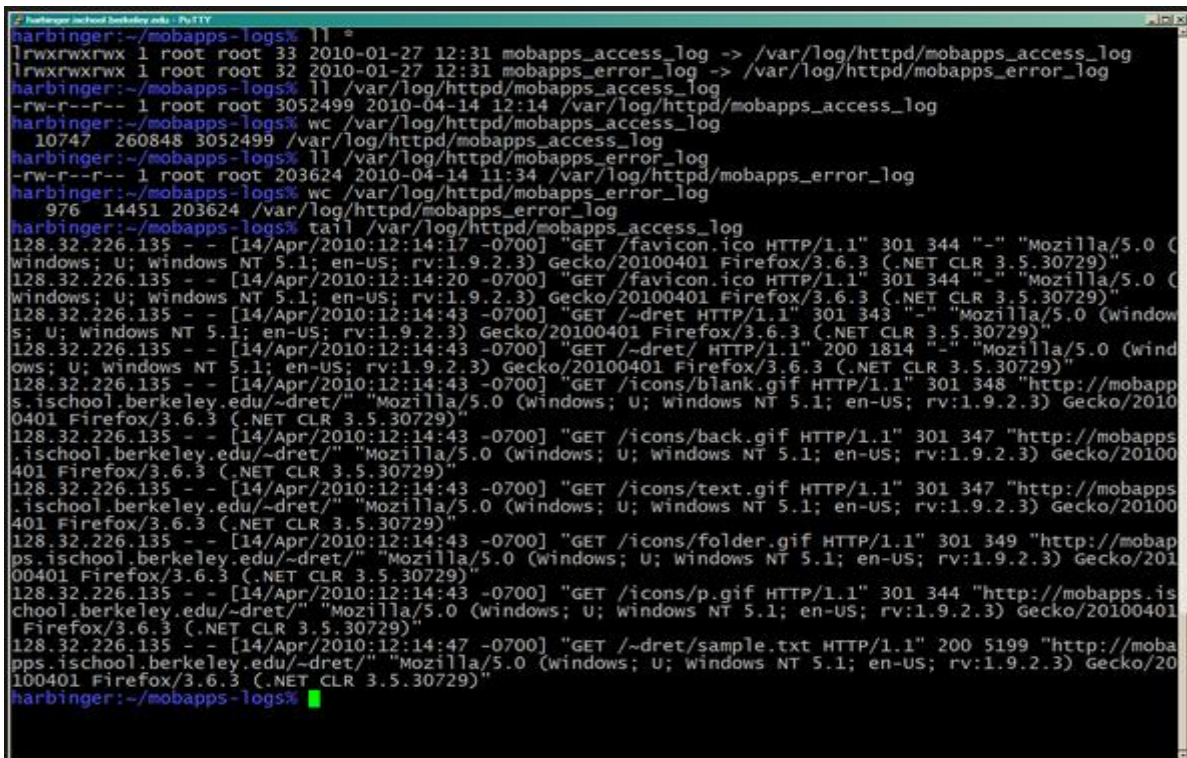 harbinger.ischool.berkeley.edu - PuTTY
harbinger:~/mobapps-logs% ll *
lrwxrwxrwx 1 root root 33 2010-01-27 12:31 mobapps_access_log -> /var/log/httpd/mobapps_access_log
lrwxrwxrwx 1 root root 32 2010-01-27 12:31 mobapps_error_log -> /var/log/httpd/mobapps_error_log
harbinger:~/mobapps-logs% ll /var/log/httpd/mobapps_access_log
-rw-r--r-- 1 root root 3052499 2010-04-14 12:14 /var/log/httpd/mobapps_access_log
harbinger:~/mobapps-logs% wc /var/log/httpd/mobapps_access_log
10747 260848 3052499 /var/log/httpd/mobapps_access_log
harbinger:~/mobapps-logs% ll /var/log/httpd/mobapps_error_log
-rw-r--r-- 1 root root 203624 2010-04-14 11:34 /var/log/httpd/mobapps_error_log
harbinger:~/mobapps-logs% wc /var/log/httpd/mobapps_error_log
976 14451 203624 /var/log/httpd/mobapps_error_log
harbinger:~/mobapps-logs% tail /var/log/httpd/mobapps_access_log
128.32.226.135 - - [14/Apr/2010:12:14:17 -0700] "GET /favicon.ico HTTP/1.1" 301 344 "-" "Mozilla/5.0 (
Windows; U; Windows NT 5.1; en-US; rv:1.9.2.3) Gecko/20100401 Firefox/3.6.3 (.NET CLR 3.5.30729)"
128.32.226.135 - - [14/Apr/2010:12:14:20 -0700] "GET /favicon.ico HTTP/1.1" 301 344 "-" "Mozilla/5.0 (
Windows; U; Windows NT 5.1; en-US; rv:1.9.2.3) Gecko/20100401 Firefox/3.6.3 (.NET CLR 3.5.30729)"
128.32.226.135 - - [14/Apr/2010:12:14:43 -0700] "GET /~dret HTTP/1.1" 301 343 "-" "Mozilla/5.0 (Window
s; U; Windows NT 5.1; en-US; rv:1.9.2.3) Gecko/20100401 Firefox/3.6.3 (.NET CLR 3.5.30729)"
128.32.226.135 - - [14/Apr/2010:12:14:43 -0700] "GET /~dret/ HTTP/1.1" 200 1814 "-" "Mozilla/5.0 (Wind
ows; U; Windows NT 5.1; en-US; rv:1.9.2.3) Gecko/20100401 Firefox/3.6.3 (.NET CLR 3.5.30729)"
128.32.226.135 - - [14/Apr/2010:12:14:43 -0700] "GET /icons/blank.gif HTTP/1.1" 301 348 "http://mobapp
s.ischool.berkeley.edu/~dret/" "Mozilla/5.0 (Windows; U; Windows NT 5.1; en-US; rv:1.9.2.3) Gecko/2010
0401 Firefox/3.6.3 (.NET CLR 3.5.30729)"
128.32.226.135 - - [14/Apr/2010:12:14:43 -0700] "GET /icons/back.gif HTTP/1.1" 301 347 "http://mobapps
.ischool.berkeley.edu/~dret/" "Mozilla/5.0 (Windows; U; Windows NT 5.1; en-US; rv:1.9.2.3) Gecko/20100
401 Firefox/3.6.3 (.NET CLR 3.5.30729)"
128.32.226.135 - - [14/Apr/2010:12:14:43 -0700] "GET /icons/text.gif HTTP/1.1" 301 347 "http://mobapps
.ischool.berkeley.edu/~dret/" "Mozilla/5.0 (Windows; U; Windows NT 5.1; en-US; rv:1.9.2.3) Gecko/20100
401 Firefox/3.6.3 (.NET CLR 3.5.30729)"
128.32.226.135 - - [14/Apr/2010:12:14:43 -0700] "GET /icons/folder.gif HTTP/1.1" 301 349 "http://mobap
ps.ischool.berkeley.edu/~dret/" "Mozilla/5.0 (Windows; U; Windows NT 5.1; en-US; rv:1.9.2.3) Gecko/201
00401 Firefox/3.6.3 (.NET CLR 3.5.30729)"
128.32.226.135 - - [14/Apr/2010:12:14:43 -0700] "GET /icons/p.gif HTTP/1.1" 301 344 "http://mobapps.is
chool.berkeley.edu/~dret/" "Mozilla/5.0 (Windows; U; Windows NT 5.1; en-US; rv:1.9.2.3) Gecko/20100401
Firefox/3.6.3 (.NET CLR 3.5.30729)"
128.32.226.135 - - [14/Apr/2010:12:14:47 -0700] "GET /~dret/sample.txt HTTP/1.1" 200 5199 "http://moba
pps.ischool.berkeley.edu/~dret/" "Mozilla/5.0 (Windows; U; Windows NT 5.1; en-US; rv:1.9.2.3) Gecko/20
100401 Firefox/3.6.3 (.NET CLR 3.5.30729)"
harbinger:~/mobapps-logs%